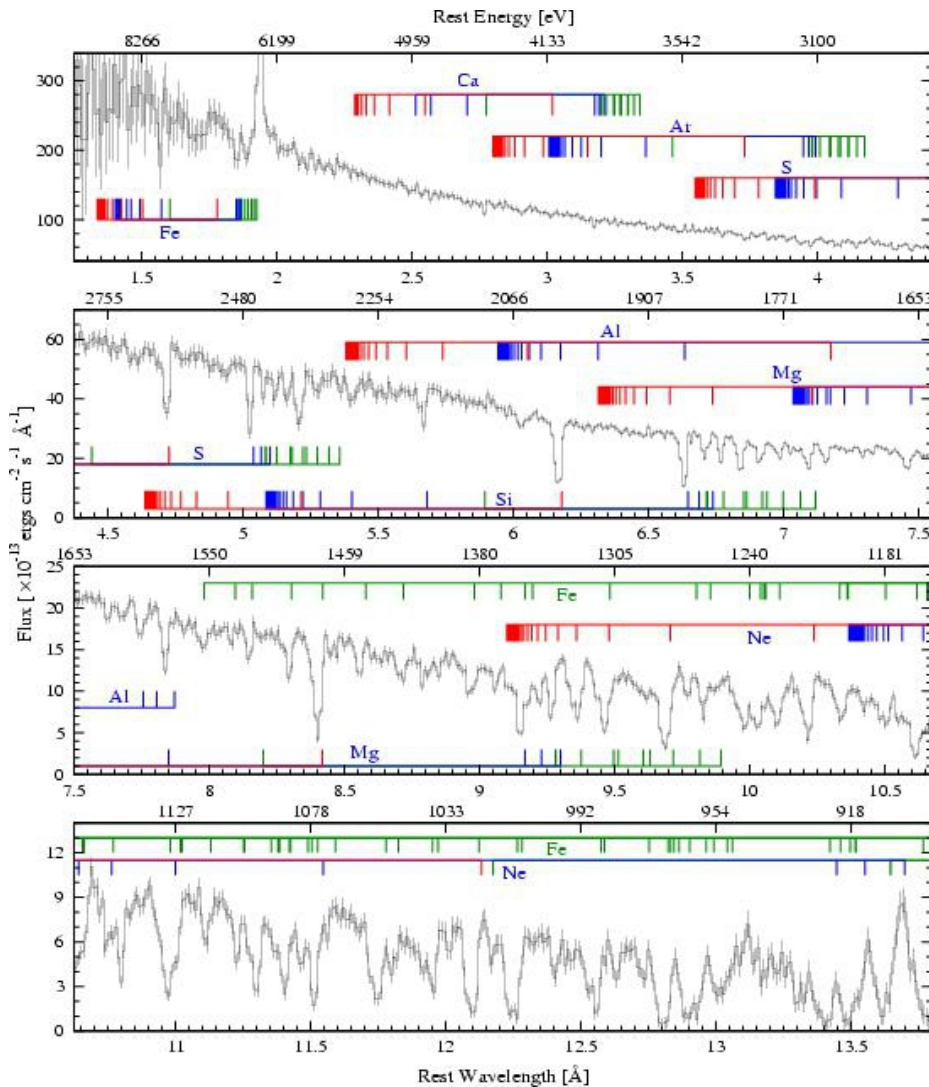 Rest Energy [eV]
8266 6199 4959 4133 3542 3100
300
200
100
Ca
Ar
S
Fe
1.5 2 2.5 3 3.5 4
2755 2480 2254 2066 1907 1771 1653
60
40
20
0
Al
Mg
S
Si
4.5 5 5.5 6 6.5 7 7.5
Flux [ ×10⁻¹³ ergs cm⁻² s⁻¹ Å⁻¹]
1653 1550 1459 1380 1305 1240 1181
25
20
15
10
5
0
Fe
Ne
Al
Mg
7.5 8 8.5 9 9.5 10 10.5
1127 1078 1033 992 954 918
12
9
6
3
0
Fe
Ne
11 11.5 12 12.5 13 13.5
Rest Wavelength [Å]